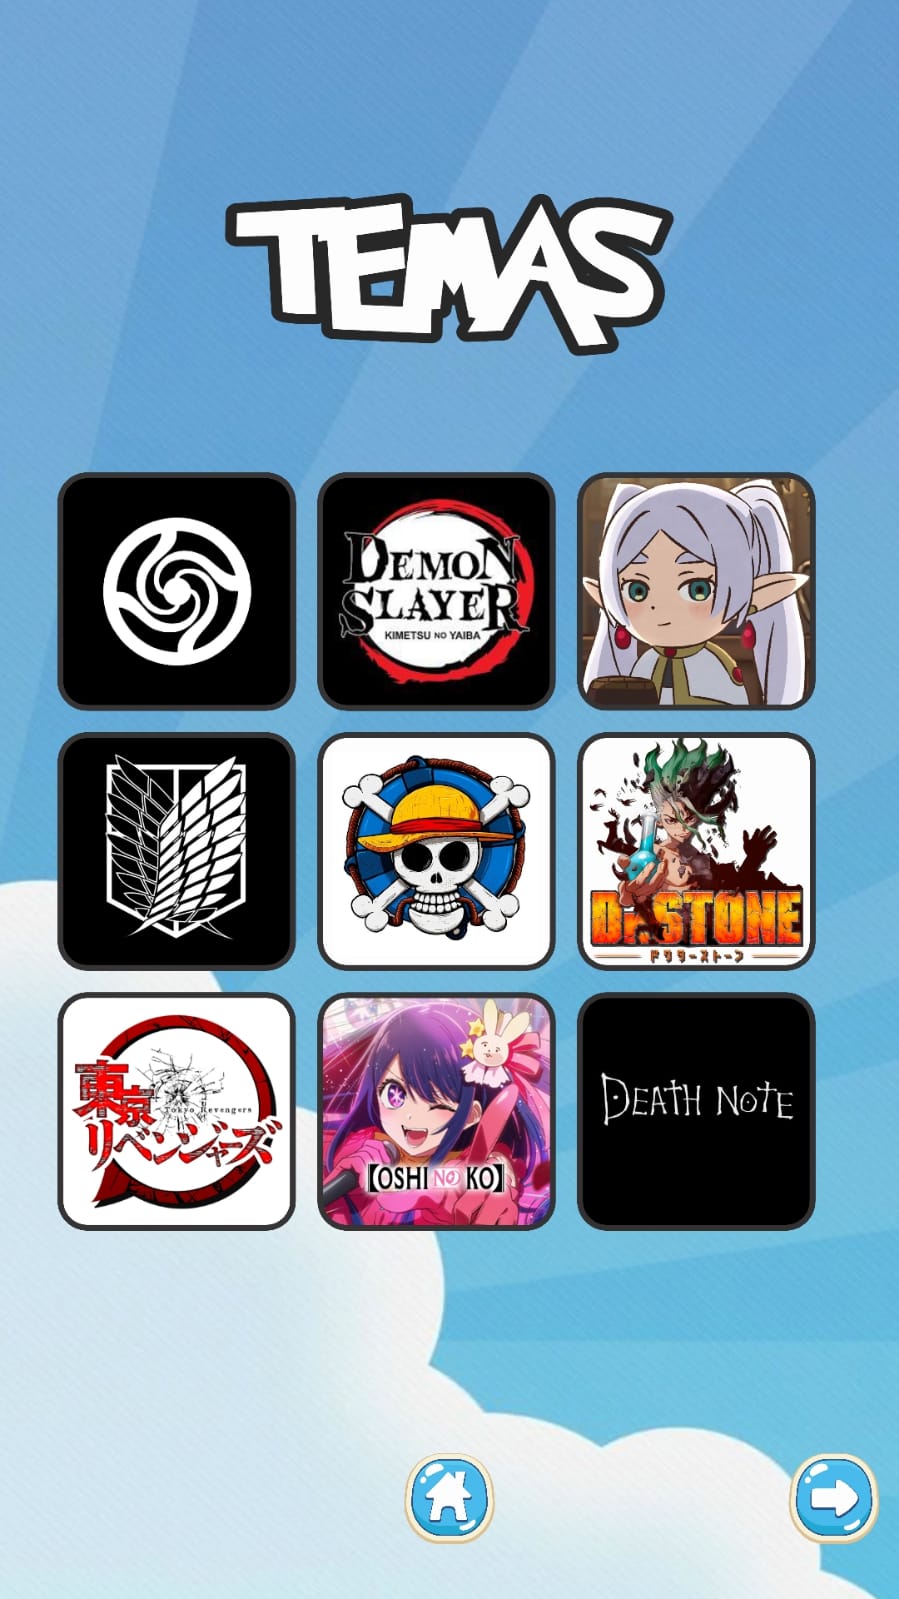 TEMAS
DEMON
SLAYER
KIMETSU NO YAIBA
Dr.STONE
ドクターストーン
東京
Tokyo Revengers
リベンジャーズ
【OSHI NO KO】
DEATH NOTE